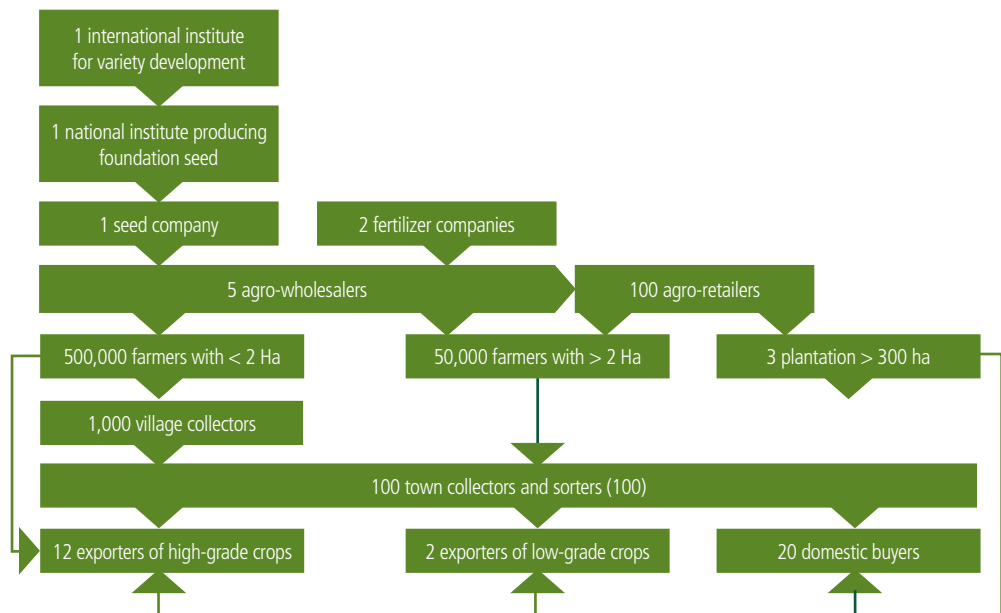 1 international institute
for variety development
1 national institute producing
foundation seed
1 seed company
2 fertilizer companies
5 agro-wholesalers
100 agro-retailers
500,000 farmers with < 2 Ha
50,000 farmers with > 2 Ha
3 plantation > 300 ha
1,000 village collectors
100 town collectors and sorters (100)
12 exporters of high-grade crops
2 exporters of low-grade crops
20 domestic buyers